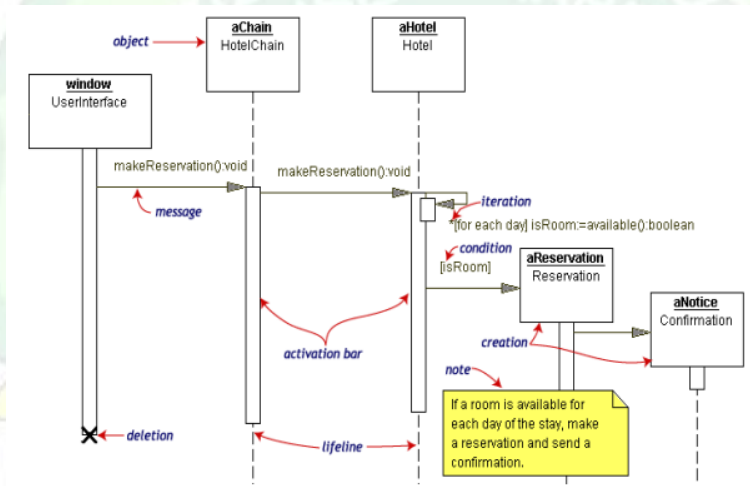 object
aChain
HotelChain
aHotel
Hotel
window
UserInterface
makeReservation():void
makeReservation():void
message
iteration
*[for each day] isRoom:=available():boolean
condition
[isRoom]
aReservation
Reservation
aNotice
Confirmation
activation bar
creation
note
If a room is available for
each day of the stay, make
a reservation and send a
confirmation.
deletion
lifeline